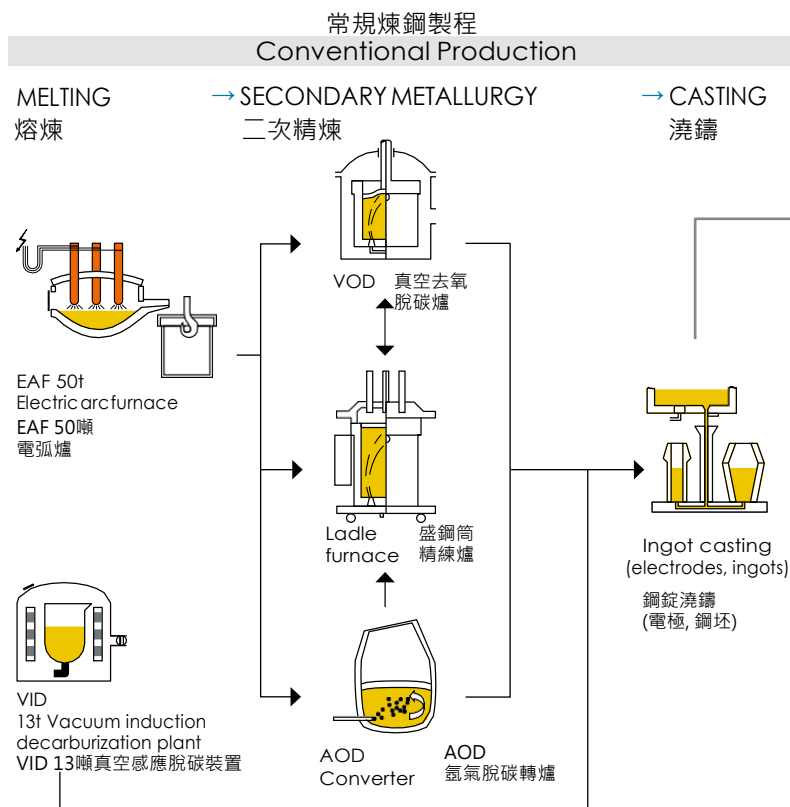 常規煉鋼製程
Conventional Production
MELTING
熔煉
→ SECONDARY METALLURGY
二次精煉
→ CASTING
澆鑄
VOD 真空去氧
脫碳爐
EAF 50t
Electric arc furnace
EAF 50噸
電弧爐
Ladle
furnace
盛鋼筒
精練爐
Ingot casting
(electrodes, ingots)
鋼錠澆鑄
(電極, 鋼坯)
VID
13t Vacuum induction
decarburization plant
VID 13噸真空感應脫碳裝置
AOD
Converter
AOD
氬氣脫碳轉爐